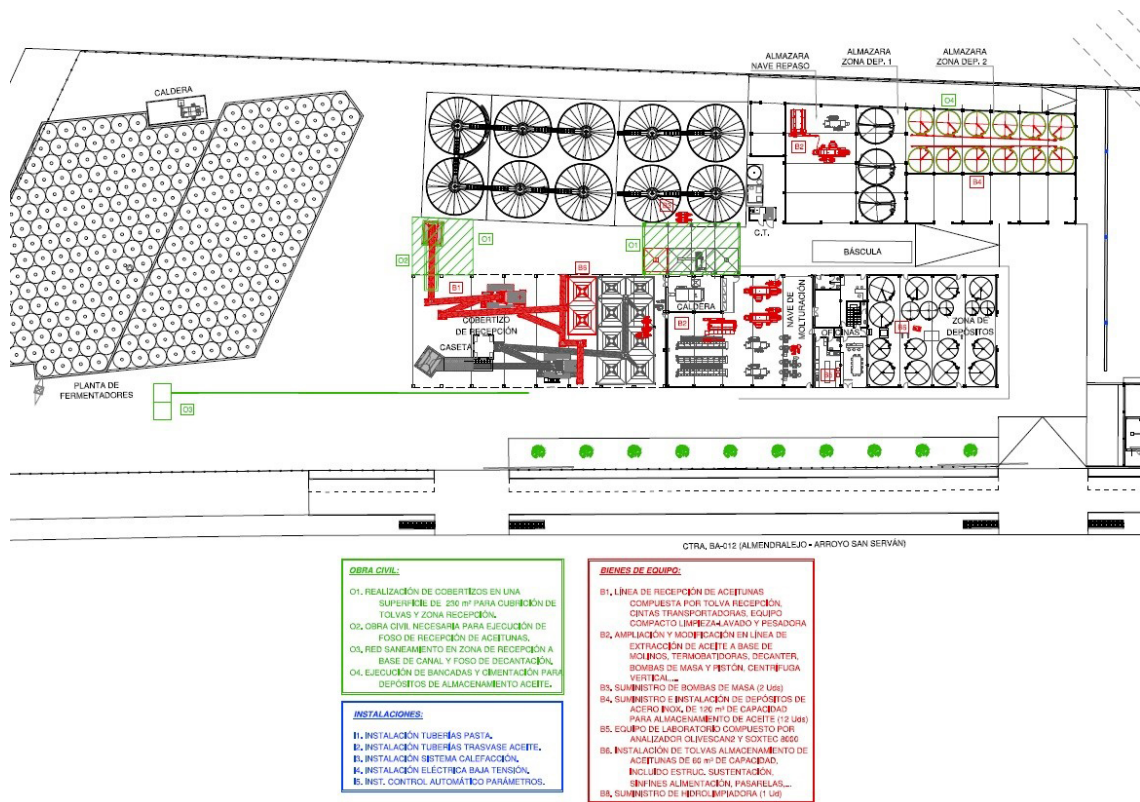 ALMAZARA
NAVE REPASO
ALMAZARA
ZONA DEP. 1
ALMAZARA
ZONA DEP. 2
CALDERA
O4
B2
B4
C.T.
O1
O1
O2
BÁSCULA
B1
B6
COBERTIZO
DE RECEPCIÓN
CASETA
CALDERA
B2
NAVE DE
MOLTURACIÓN
OFICINAS
ZONA DE
DEPÓSITOS
PLANTA DE
FERMENTADORES
O3
CTRA. BA-012 (ALMENDRALEJO - ARROYO SAN SERVÁN)
OBRA CIVIL:
O1. REALIZACIÓN DE COBERTIZOS EN UNA
SUPERFICIE DE 230 m² PARA CUBRICIÓN DE
TOLVAS Y ZONA RECEPCIÓN.
O2. OBRA CIVIL NECESARIA PARA EJECUCIÓN DE
FOSO DE RECEPCIÓN DE ACEITUNAS.
O3. RED SANEAMIENTO EN ZONA DE RECEPCIÓN A
BASE DE CANAL Y FOSO DE DECANTACIÓN.
O4. EJECUCIÓN DE BANCADAS Y CIMENTACIÓN PARA
DEPÓSITOS DE ALMACENAMIENTO ACEITE.
INSTALACIONES:
I1. INSTALACIÓN TUBERÍAS PASTA.
I2. INSTALACIÓN TUBERÍAS TRASVASE ACEITE.
I3. INSTALACIÓN SISTEMA CALEFACCIÓN.
I4. INSTALACIÓN ELÉCTRICA BAJA TENSIÓN.
I5. INST. CONTROL AUTOMÁTICO PARÁMETROS.
BIENES DE EQUIPO:
B1. LÍNEA DE RECEPCIÓN DE ACEITUNAS
COMPUESTA POR TOLVA RECEPCIÓN,
CINTAS TRANSPORTADORAS, EQUIPO
COMPACTO LIMPIEZA-LAVADO Y PESADORA
B2. AMPLIACIÓN Y MODIFICACIÓN EN LÍNEA DE
EXTRACCIÓN DE ACEITE A BASE DE
MOLINOS, TERMOBATIDORAS, DECANTER,
BOMBAS DE MASA Y PISTÓN, CENTRÍFUGA
VERTICAL,...
B3. SUMINISTRO DE BOMBAS DE MASA (2 Uds)
B4. SUMINISTRO E INSTALACIÓN DE DEPÓSITOS DE
ACERO INOX. DE 120 m³ DE CAPACIDAD
PARA ALMACENAMIENTO DE ACEITE (12 Uds)
B5. EQUIPO DE LABORATORIO COMPUESTO POR
ANALIZADOR OLIVESCAN2 Y SOXTEC 8000
B6. INSTALACIÓN DE TOLVAS ALMACENAMIENTO DE
ACEITUNAS DE 60 m³ DE CAPACIDAD,
INCLUIDO ESTRUC. SUSTENTACIÓN,
SINFINES ALIMENTACIÓN, PASARELAS,...
B8. SUMINISTRO DE HIDROLIMPIADORA (1 Ud)